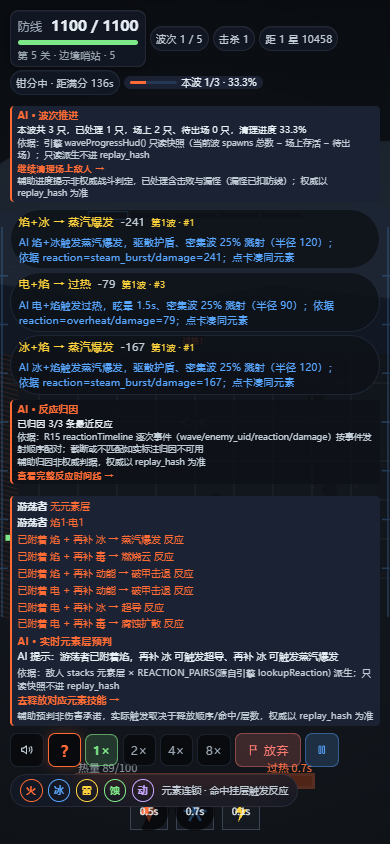 防线 1100 / 1100
第 5 关 · 边境哨站 · 5
波次 1 / 5
击杀 1
距 1 星 10458
钳分中 · 距满分 136s
本波 1/3 · 33.3%
AI · 波次推进
本波共 3 只，已处理 1 只，场上 2 只、待出场 0 只，清清进度 33.3%
依据：引擎 waveProgressHud() 只读快照（当前波 spawns 总数 − 场上存活 − 待出
场）；只读派生不进 replay_hash
继续清理场上敌人 →
辅助进度提示非权威战斗判定，已处理含击败与漏怪（漏怪已扣防线）；权威以
replay_hash 为准
焰+冰 → 蒸汽爆发 -241 第1波 · #1
AI 焰+冰触发蒸汽爆发，驱散护盾、密集波 25% 溅射（半径 120）；
依据 reaction=steam_burst/damage=241；点卡凑同元素
电+焰 → 过热 -79 第1波 · #3
AI 电+焰触发过热，眩晕 1.5s、密集波 25% 溅射（半径 90）；依据
reaction=overheat/damage=79；点卡凑同元素
冰+焰 → 蒸汽爆发 -167 第1波 · #1
AI 冰+焰触发蒸汽爆发，驱散护盾、密集波 25% 溅射（半径 120）；
依据 reaction=steam_burst/damage=167；点卡凑同元素
AI · 反应归因
已归因 3/3 条最近反应
依据：R15 reactionTimeline 逐次事件（wave/enemy_uid/reaction/damage）按事件发
射顺序配对；截断或不匹配如实标注归因不可用
辅助归因非权威判据，权威以 replay_hash 为准
查看完整反应时间线 →
游荡者 无元素层
游荡者 焰1·电1
已附着 焰 + 再补 冰 → 蒸汽爆发 反应
已附着 焰 + 再补 毒 → 燃烧云 反应
已附着 焰 + 再补 动能 → 破甲击退 反应
已附着 电 + 再补 动能 → 破甲击退 反应
已附着 电 + 再补 冰 → 超导 反应
已附着 电 + 再补 毒 → 腐蚀扩散 反应
AI · 实时元素层预判
AI 提示：游荡者已附着焰，再补 冰 可触发超导、再补 冰 可触发蒸汽爆发
依据：敌人 stacks 元素层 × REACTION_PAIRS(源自引擎 lookupReaction) 派生；只
读快照不进 replay_hash
去释放对应元素技能 →
辅助预判非伤害承诺，实际触发取决于释放顺序/命中/层数，权威以 replay_hash 为准
?
1×
2×
4×
8×
放弃
热量 89/100
过热 0.7s
火
冰
雷
蚀
动
元素连锁 · 命中挂层触发反应
0.5s
0.7s